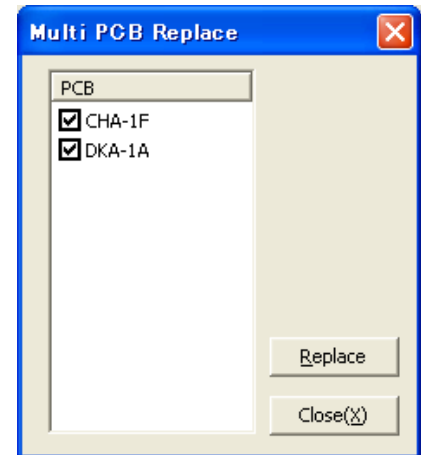 Multi PCB Replace
PCB
CHA-1F
DKA-1A
Replace
Close(X)